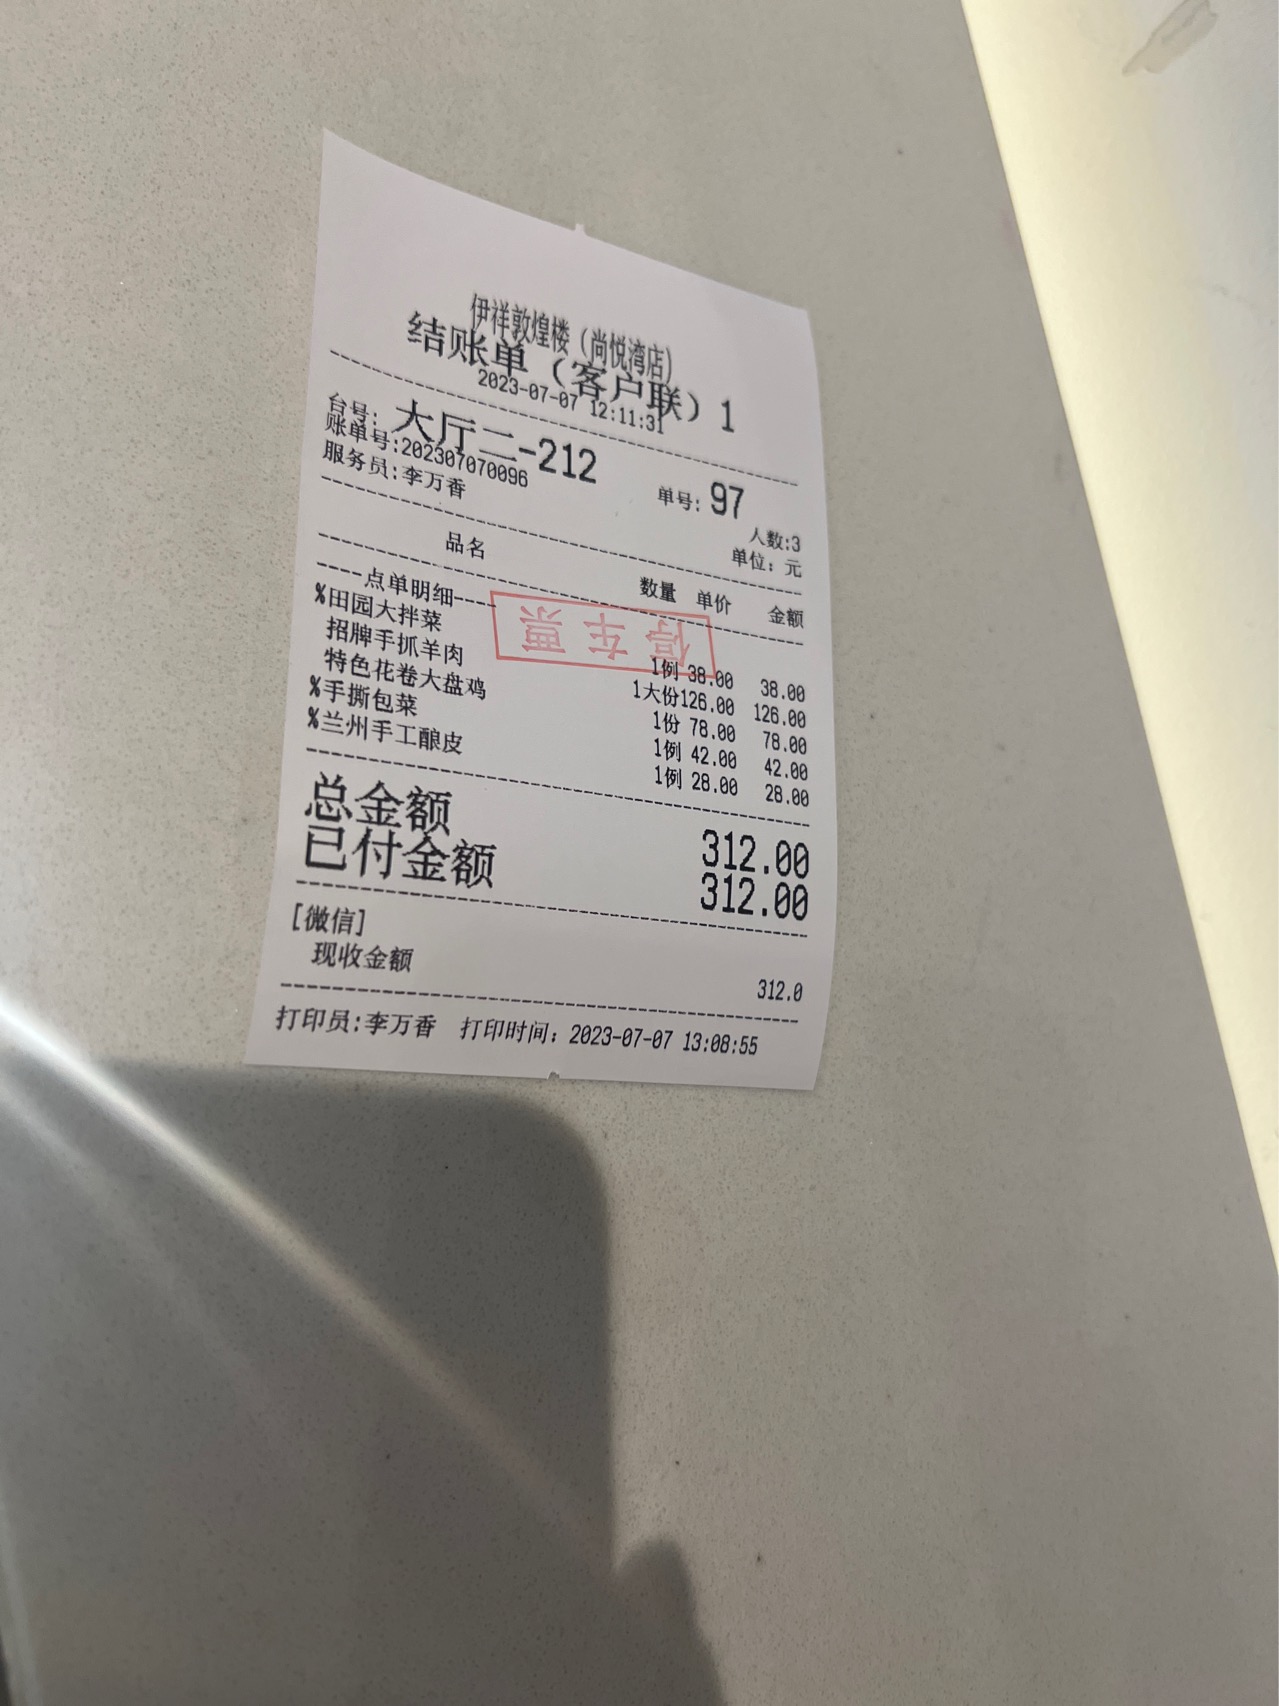 伊祥敦煌楼（尚悦湾店）
结账单（客户联）1
2023-07-07 12:11:31
台号: 大厅二-212 单号: 97
账单号:202307070096 人数:3
服务员:李万香 单位: 元
品名 数量 单价 金额
----点单明细----
停车票
%田园大拌菜 1例 38.00 38.00
招牌手抓羊肉 1大份126.00 126.00
特色花卷大盘鸡 1份 78.00 78.00
%手撕包菜 1例 42.00 42.00
%兰州手工酿皮 1例 28.00 28.00
总金额 312.00
已付金额 312.00
[微信]
现收金额 312.0
打印员:李万香 打印时间: 2023-07-07 13:08:55